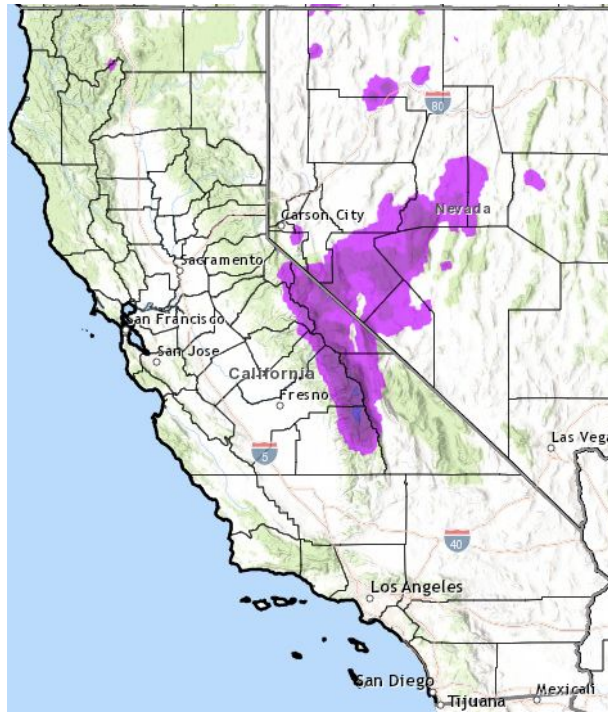 80
Nevada
Carson City
Sacramento
San Francisco
San Jose
California
Fresno
5
Las Vega
40
Los Angeles
San Diego
Tijuana
Mexicali